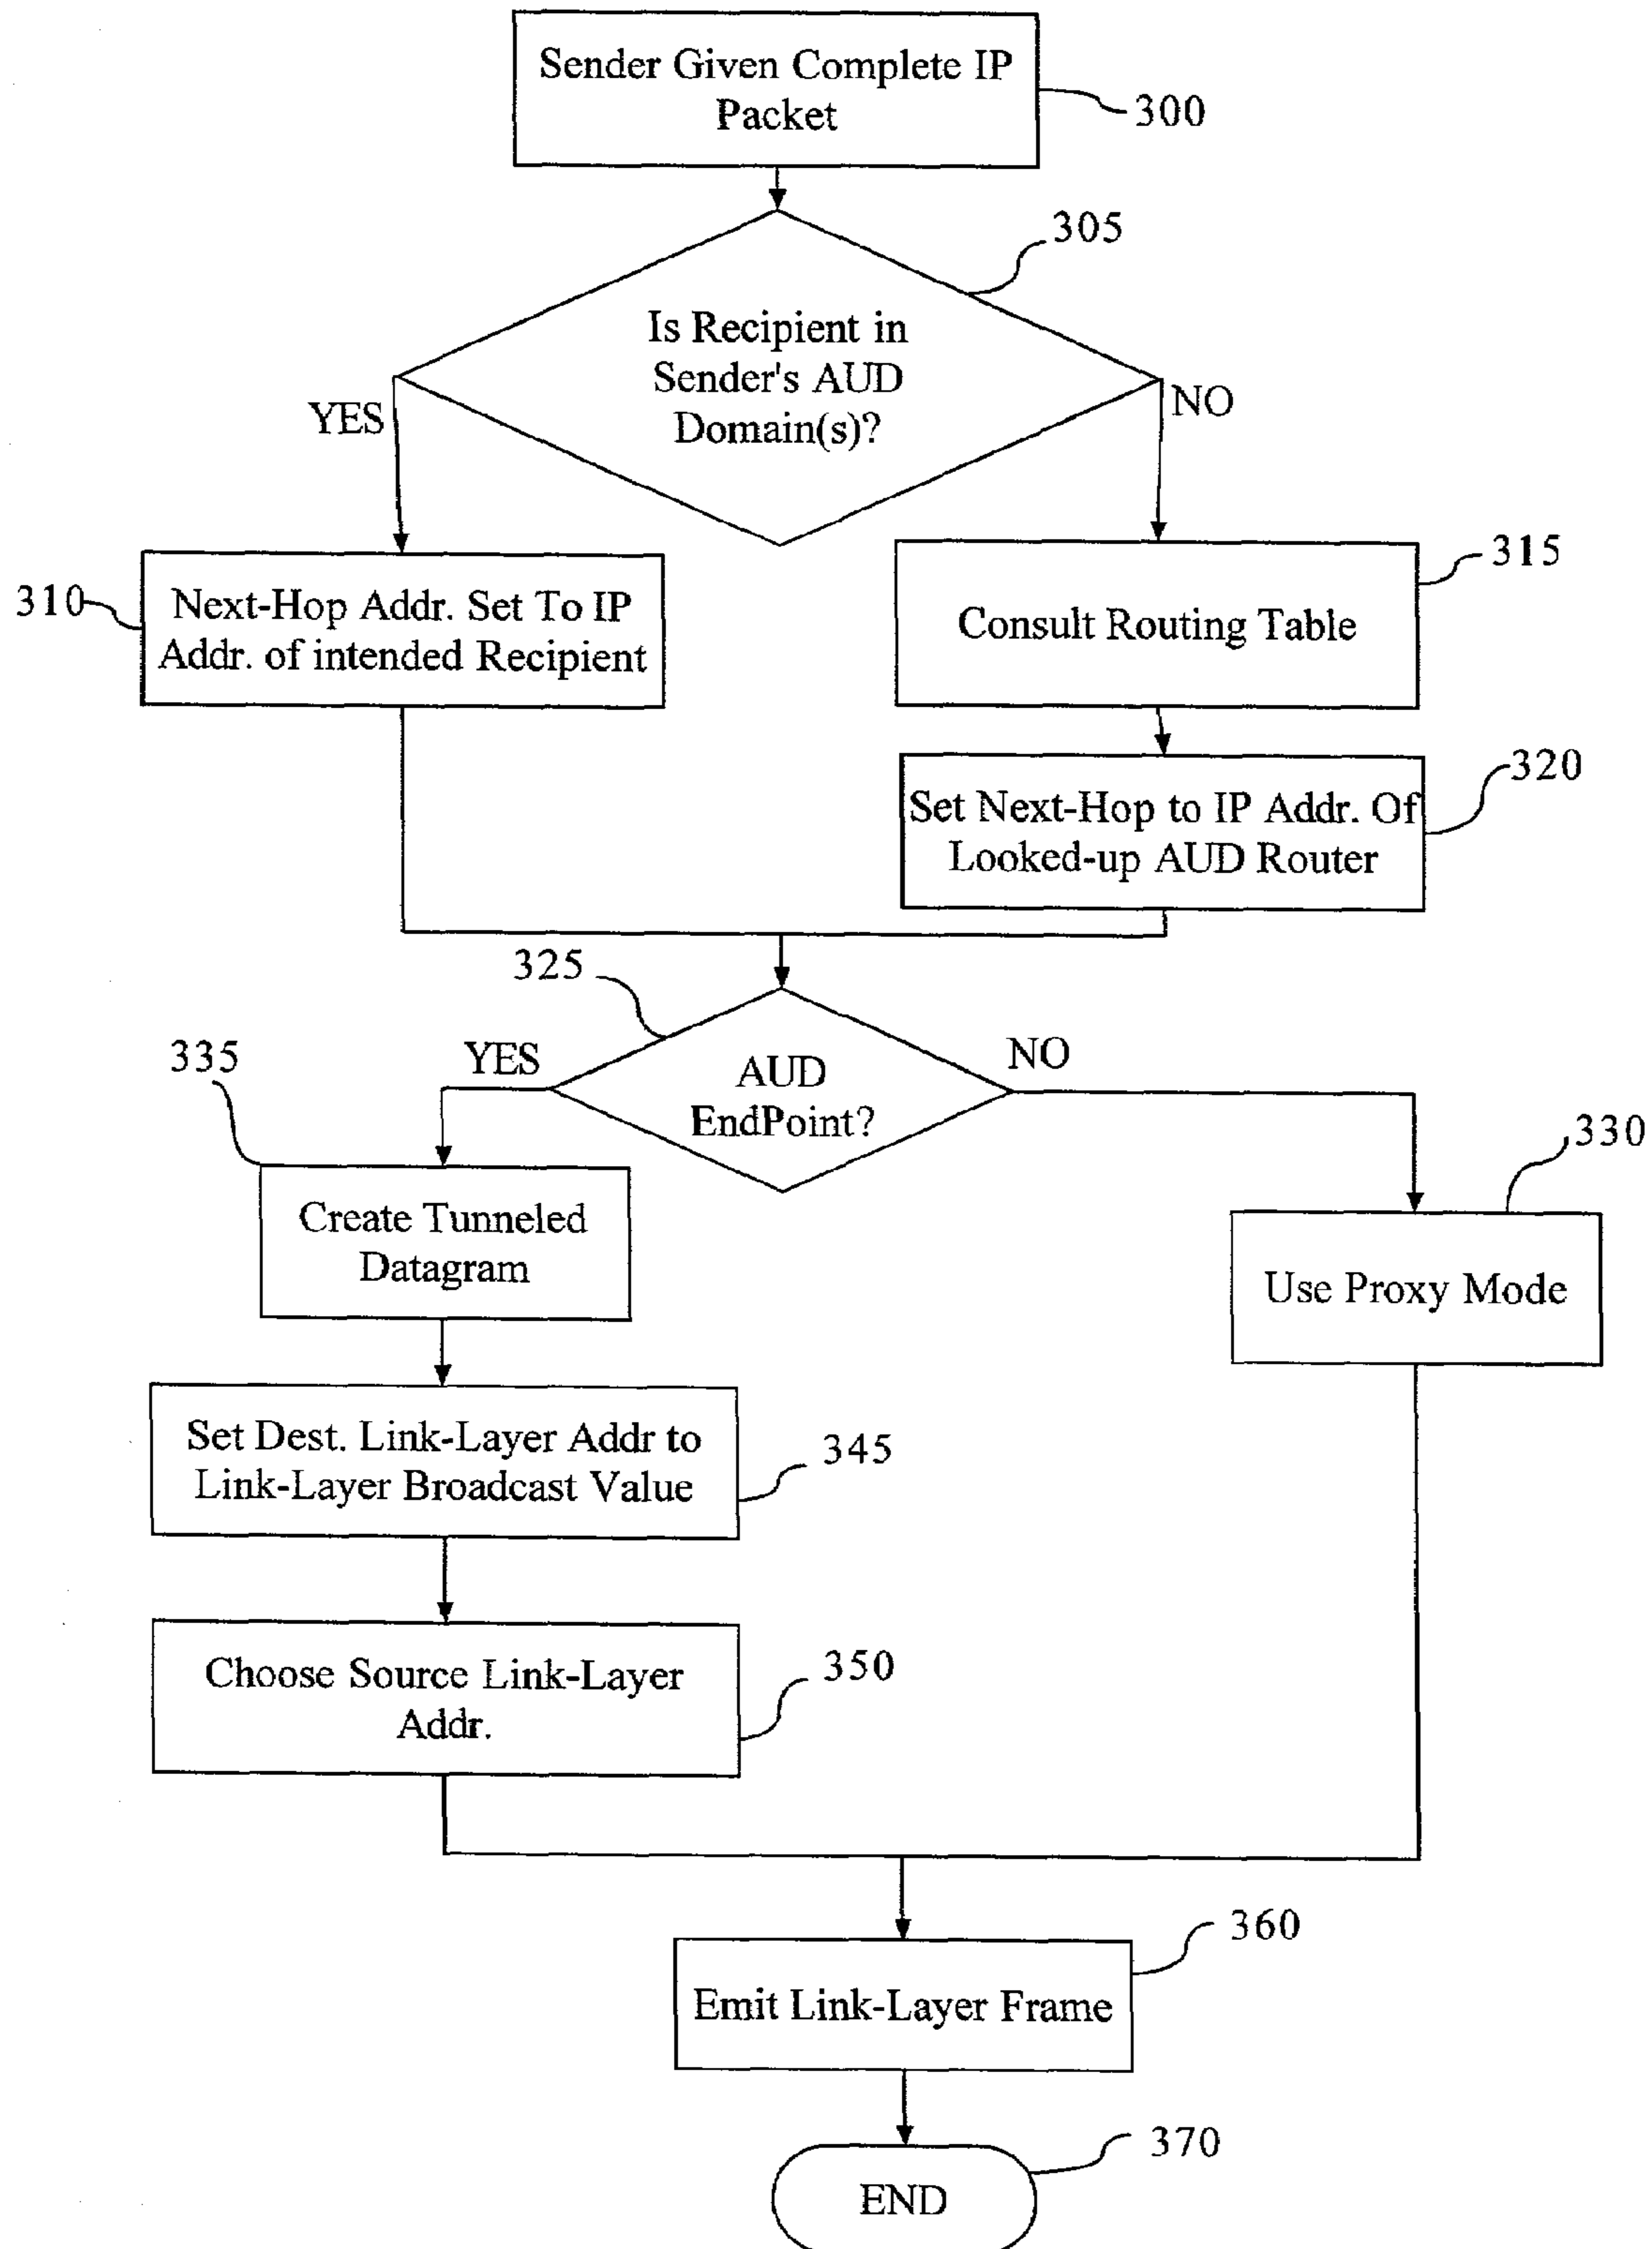 Sender Given Complete IP
Packet
300
305
Is Recipient in
Sender's AUD
Domain(s)?
YES
NO
310
Next-Hop Addr. Set To IP
Addr. of intended Recipient
315
Consult Routing Table
320
Set Next-Hop to IP Addr. Of
Looked-up AUD Router
325
AUD
EndPoint?
YES
NO
335
Create Tunneled
Datagram
330
Use Proxy Mode
Set Dest. Link-Layer Addr to
Link-Layer Broadcast Value
345
Choose Source Link-Layer
Addr.
350
360
Emit Link-Layer Frame
370
END